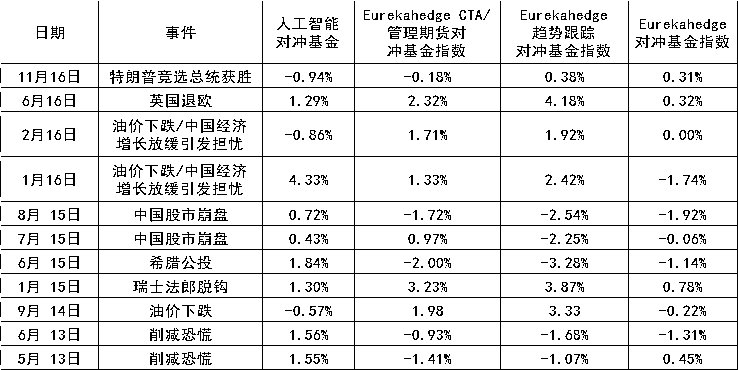 日期 事件 人工智能对冲基金 Eurekahedge CTA/管理期货对冲基金指数 Eurekahedge 趋势跟踪对冲基金指数 Eurekahedge 对冲基金指数
11月16日 特朗普竞选总统获胜 -0.94% -0.18% 0.38% 0.31%
6月16日 英国退欧 1.29% 2.32% 4.18% 0.32%
2月16日 油价下跌/中国经济增长放缓引发担忧 -0.86% 1.71% 1.92% 0.00%
1月16日 油价下跌/中国经济增长放缓引发担忧 4.33% 1.33% 2.42% -1.74%
8月 15日 中国股市崩盘 0.72% -1.72% -2.54% -1.92%
7月 15日 中国股市崩盘 0.43% 0.97% -2.25% -0.06%
6月 15日 希腊公投 1.84% -2.00% -3.28% -1.14%
1月 15日 瑞士法郎脱钩 1.30% 3.23% 3.87% 0.78%
9月 14日 油价下跌 -0.57% 1.98 3.33 -0.22%
6月 13日 削减恐慌 1.56% -0.93% -1.68% -1.31%
5月 13日 削减恐慌 1.55% -1.41% -1.07% 0.45%